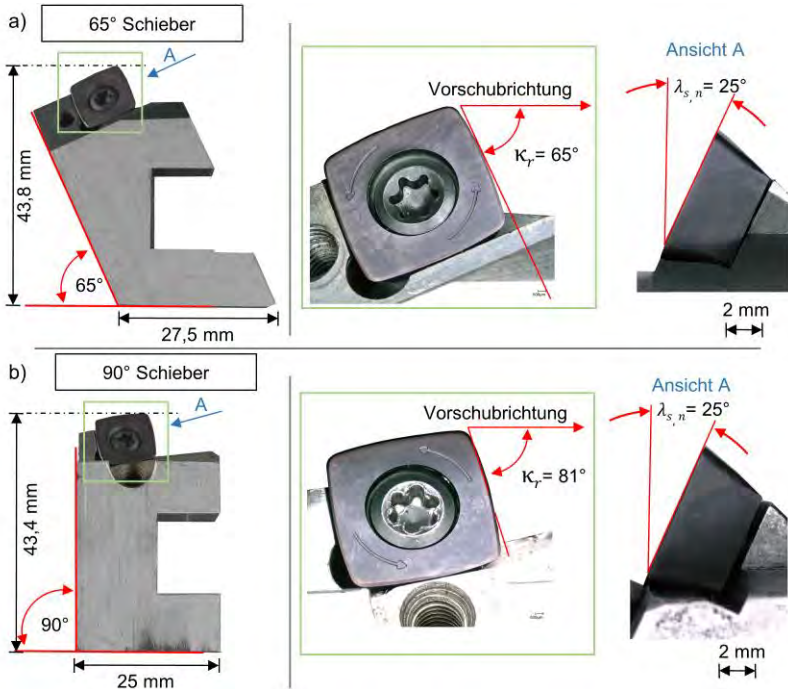 a)
65° Schieber
A
43,8 mm
65°
27,5 mm
Vorschubrichtung
κr = 65°
Ansicht A
λs, n = 25°
2 mm
b)
90° Schieber
A
43,4 mm
90°
25 mm
Vorschubrichtung
κr = 81°
Ansicht A
λs, n = 25°
2 mm